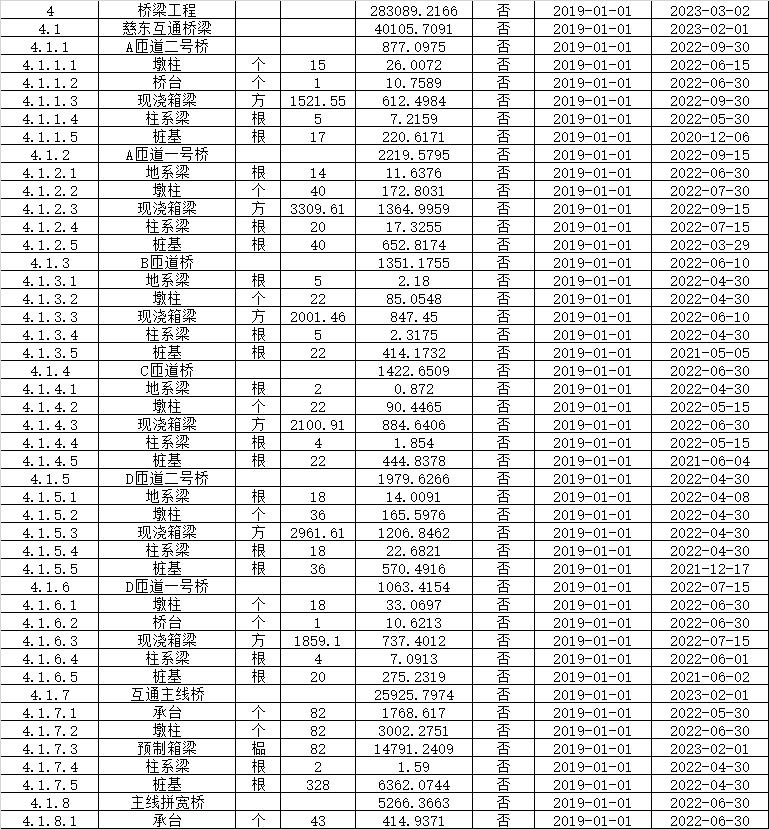 4 桥梁工程 283089.2166 否 2019-01-01 2023-03-02
4.1 慈东互通桥梁 40105.7091 否 2019-01-01 2023-02-01
4.1.1 A匝道二号桥 877.0975 否 2019-01-01 2022-09-30
4.1.1.1 墩柱 个 15 26.0072 否 2019-01-01 2022-06-15
4.1.1.2 桥台 个 1 10.7589 否 2019-01-01 2022-06-30
4.1.1.3 现浇箱梁 方 1521.55 612.4984 否 2019-01-01 2022-09-30
4.1.1.4 柱系梁 根 5 7.2159 否 2019-01-01 2022-05-30
4.1.1.5 桩基 根 17 220.6171 否 2019-01-01 2020-12-06
4.1.2 A匝道一号桥 2219.5795 否 2019-01-01 2022-09-15
4.1.2.1 地系梁 根 14 11.6376 否 2019-01-01 2022-06-30
4.1.2.2 墩柱 个 40 172.8031 否 2019-01-01 2022-07-30
4.1.2.3 现浇箱梁 方 3309.61 1364.9959 否 2019-01-01 2022-09-15
4.1.2.4 柱系梁 根 20 17.3255 否 2019-01-01 2022-07-15
4.1.2.5 桩基 根 40 652.8174 否 2019-01-01 2022-03-29
4.1.3 B匝道桥 1351.1755 否 2019-01-01 2022-06-10
4.1.3.1 地系梁 根 5 2.18 否 2019-01-01 2022-04-30
4.1.3.2 墩柱 个 22 85.0548 否 2019-01-01 2022-04-30
4.1.3.3 现浇箱梁 方 2001.46 847.45 否 2019-01-01 2022-06-10
4.1.3.4 柱系梁 根 5 2.3175 否 2019-01-01 2022-04-30
4.1.3.5 桩基 根 22 414.1732 否 2019-01-01 2021-05-05
4.1.4 C匝道桥 1422.6509 否 2019-01-01 2022-06-30
4.1.4.1 地系梁 根 2 0.872 否 2019-01-01 2022-04-30
4.1.4.2 墩柱 个 22 90.4465 否 2019-01-01 2022-05-15
4.1.4.3 现浇箱梁 方 2100.91 884.6406 否 2019-01-01 2022-06-30
4.1.4.4 柱系梁 根 4 1.854 否 2019-01-01 2022-05-15
4.1.4.5 桩基 根 22 444.8378 否 2019-01-01 2021-06-04
4.1.5 D匝道二号桥 1979.6266 否 2019-01-01 2022-04-30
4.1.5.1 地系梁 根 18 14.0091 否 2019-01-01 2022-04-08
4.1.5.2 墩柱 个 36 165.5976 否 2019-01-01 2022-04-30
4.1.5.3 现浇箱梁 方 2961.61 1206.8462 否 2019-01-01 2022-04-30
4.1.5.4 柱系梁 根 18 22.6821 否 2019-01-01 2022-04-30
4.1.5.5 桩基 根 36 570.4916 否 2019-01-01 2021-12-17
4.1.6 D匝道一号桥 1063.4154 否 2019-01-01 2022-07-15
4.1.6.1 墩柱 个 18 33.0697 否 2019-01-01 2022-06-30
4.1.6.2 桥台 个 1 10.6213 否 2019-01-01 2022-06-30
4.1.6.3 现浇箱梁 方 1859.1 737.4012 否 2019-01-01 2022-07-15
4.1.6.4 柱系梁 根 4 7.0913 否 2019-01-01 2022-06-01
4.1.6.5 桩基 根 20 275.2319 否 2019-01-01 2021-06-02
4.1.7 互通主线桥 25925.7974 否 2019-01-01 2023-02-01
4.1.7.1 承台 个 82 1768.617 否 2019-01-01 2022-05-30
4.1.7.2 墩柱 个 82 3002.2751 否 2019-01-01 2022-06-30
4.1.7.3 预制箱梁 榀 82 14791.2409 否 2019-01-01 2023-02-01
4.1.7.4 柱系梁 根 2 1.59 否 2019-01-01 2022-04-30
4.1.7.5 桩基 根 328 6362.0744 否 2019-01-01 2022-04-30
4.1.8 主线拼宽桥 5266.3663 否 2019-01-01 2022-06-30
4.1.8.1 承台 个 43 414.9371 否 2019-01-01 2022-06-30